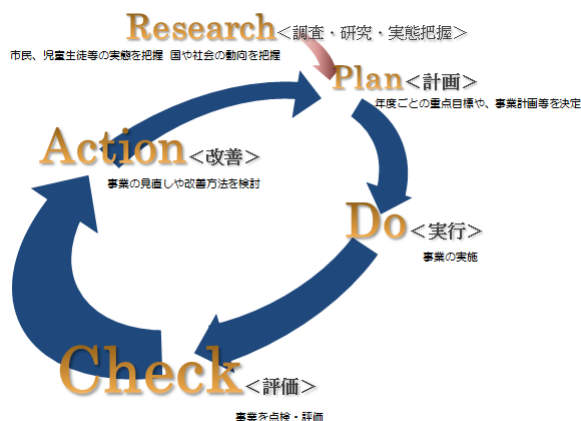 Research<調査・研究・実態把握>
市民、児童生徒等の実態を把握 国や社会の動向を把握
Plan<計画>
年度ごとの重点目標や、事業計画等を決定
Action<改善>
事業の見直しや改善方法を検討
Do<実行>
事業の実施
Check<評価>
事業を点検・評価